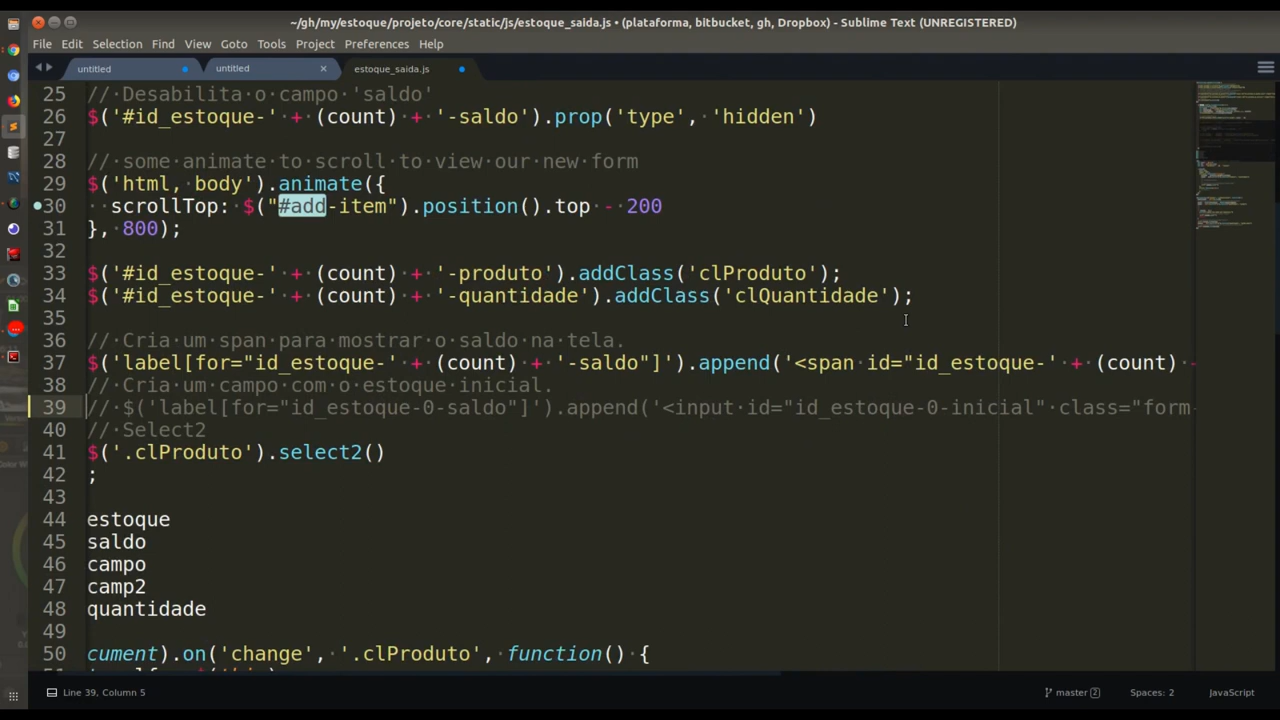 ~/gh/my/estoque/projeto/core/static/js/estoque_saida.js • (plataforma, bitbucket, gh, Dropbox) - Sublime Text (UNREGISTERED)
File Edit Selection Find View Goto Tools Project Preferences Help
untitled untitled × estoque_saida.js
25 // Desabilita o campo 'saldo'
26 $('#id_estoque-' + (count) + '-saldo').prop('type', 'hidden')
27
28 // some animate to scroll to view our new form
29 $('html, body').animate({
30 scrollTop: $("#add-item").position().top - 200
31 }, 800);
32
33 $('#id_estoque-' + (count) + '-produto').addClass('clProduto');
34 $('#id_estoque-' + (count) + '-quantidade').addClass('clQuantidade');
35
36 // Cria um span para mostrar o saldo na tela.
37 $('label[for="id_estoque-' + (count) + '-saldo"]').append('<span id="id_estoque-' + (count) -
38 // Cria um campo com o estoque inicial.
39 // $('label[for="id_estoque-0-saldo"]').append('<input id="id_estoque-0-inicial" class="form-
40 // Select2
41 $('.clProduto').select2()
42 ;
43
44 estoque
45 saldo
46 campo
47 camp2
48 quantidade
49
50 cument).on('change', '.clProduto', function() {
Line 39, Column 5 master 2 Spaces: 2 JavaScript